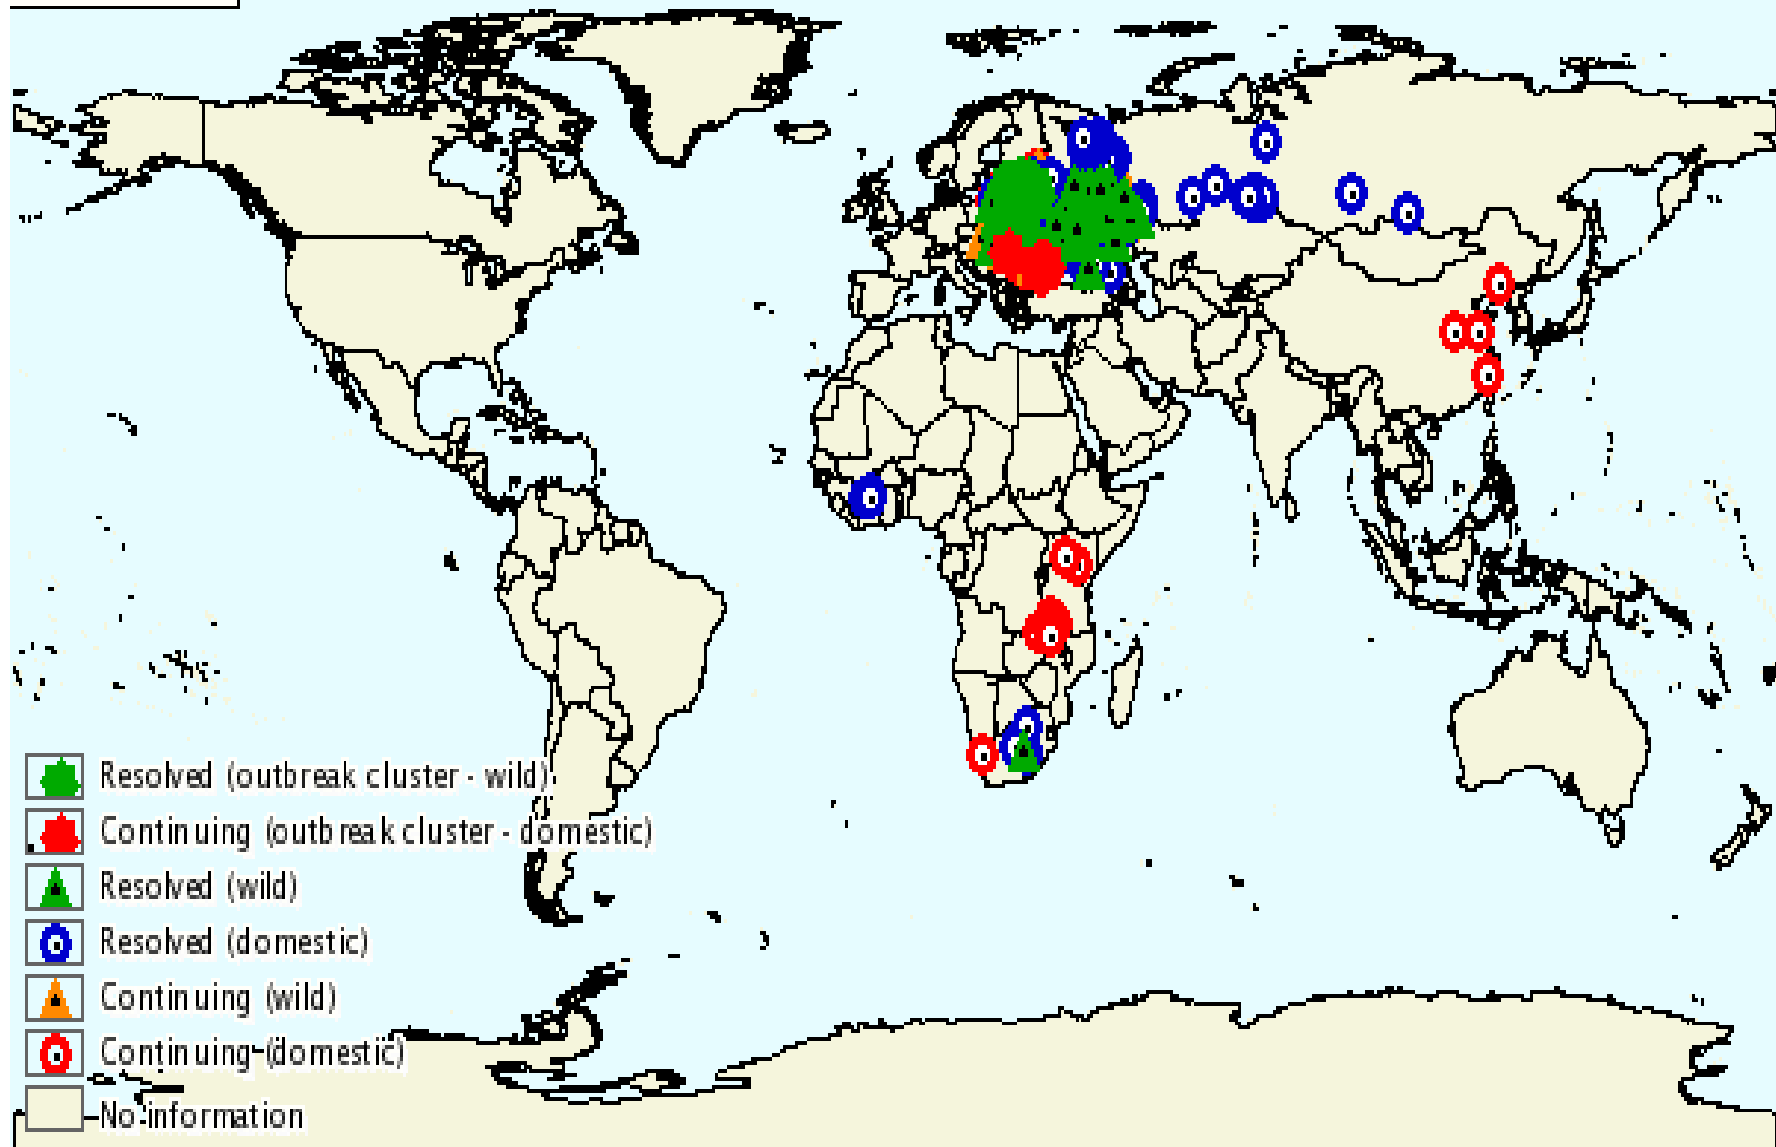 Resolved (outbreak cluster - wild)
Continuing (outbreak cluster - domestic)
Resolved (wild)
Resolved (domestic)
Continuing (wild)
Continuing (domestic)
No information